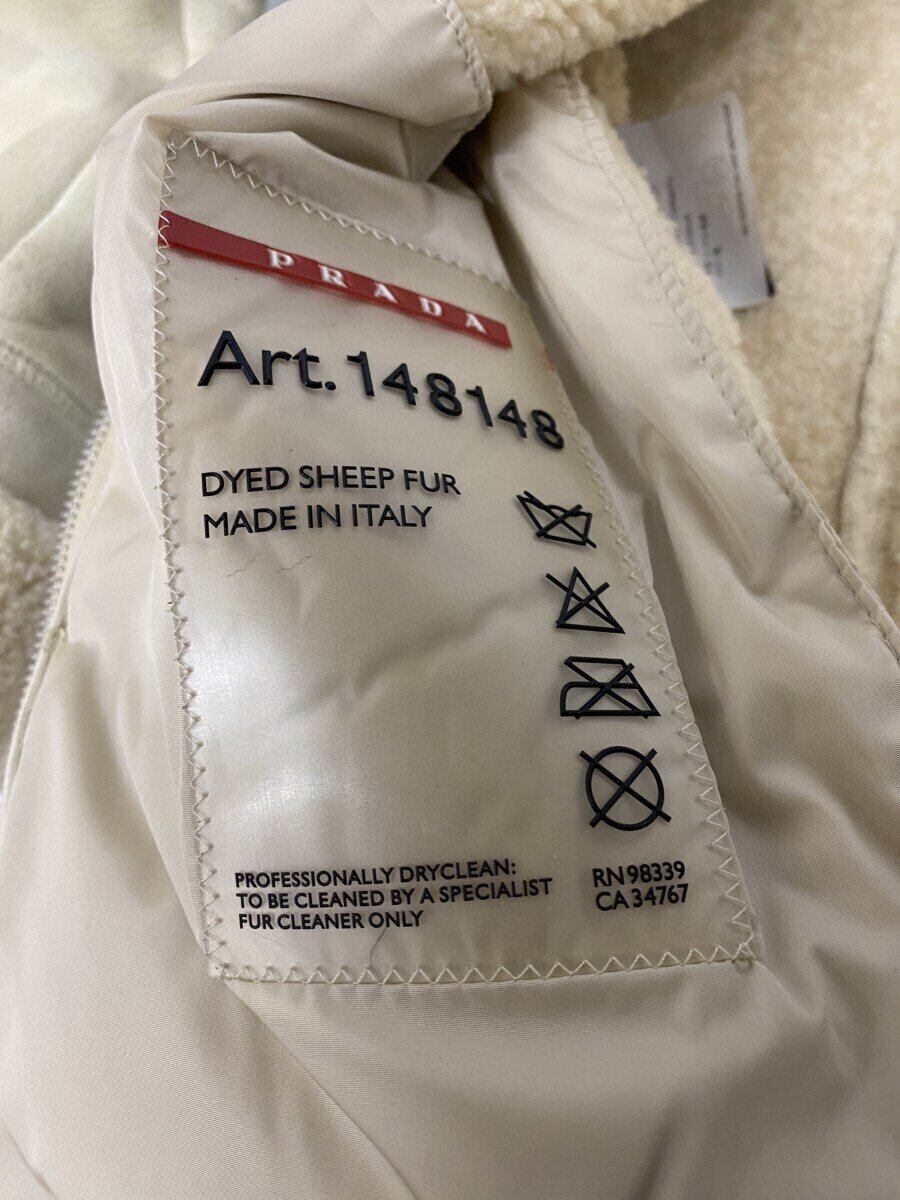 PRADA
Art. 148148
DYED SHEEP FUR
MADE IN ITALY
PROFESSIONALLY DRYCLEAN:
TO BE CLEANED BY A SPECIALIST
FUR CLEANER ONLY
RN 98339
CA 34767